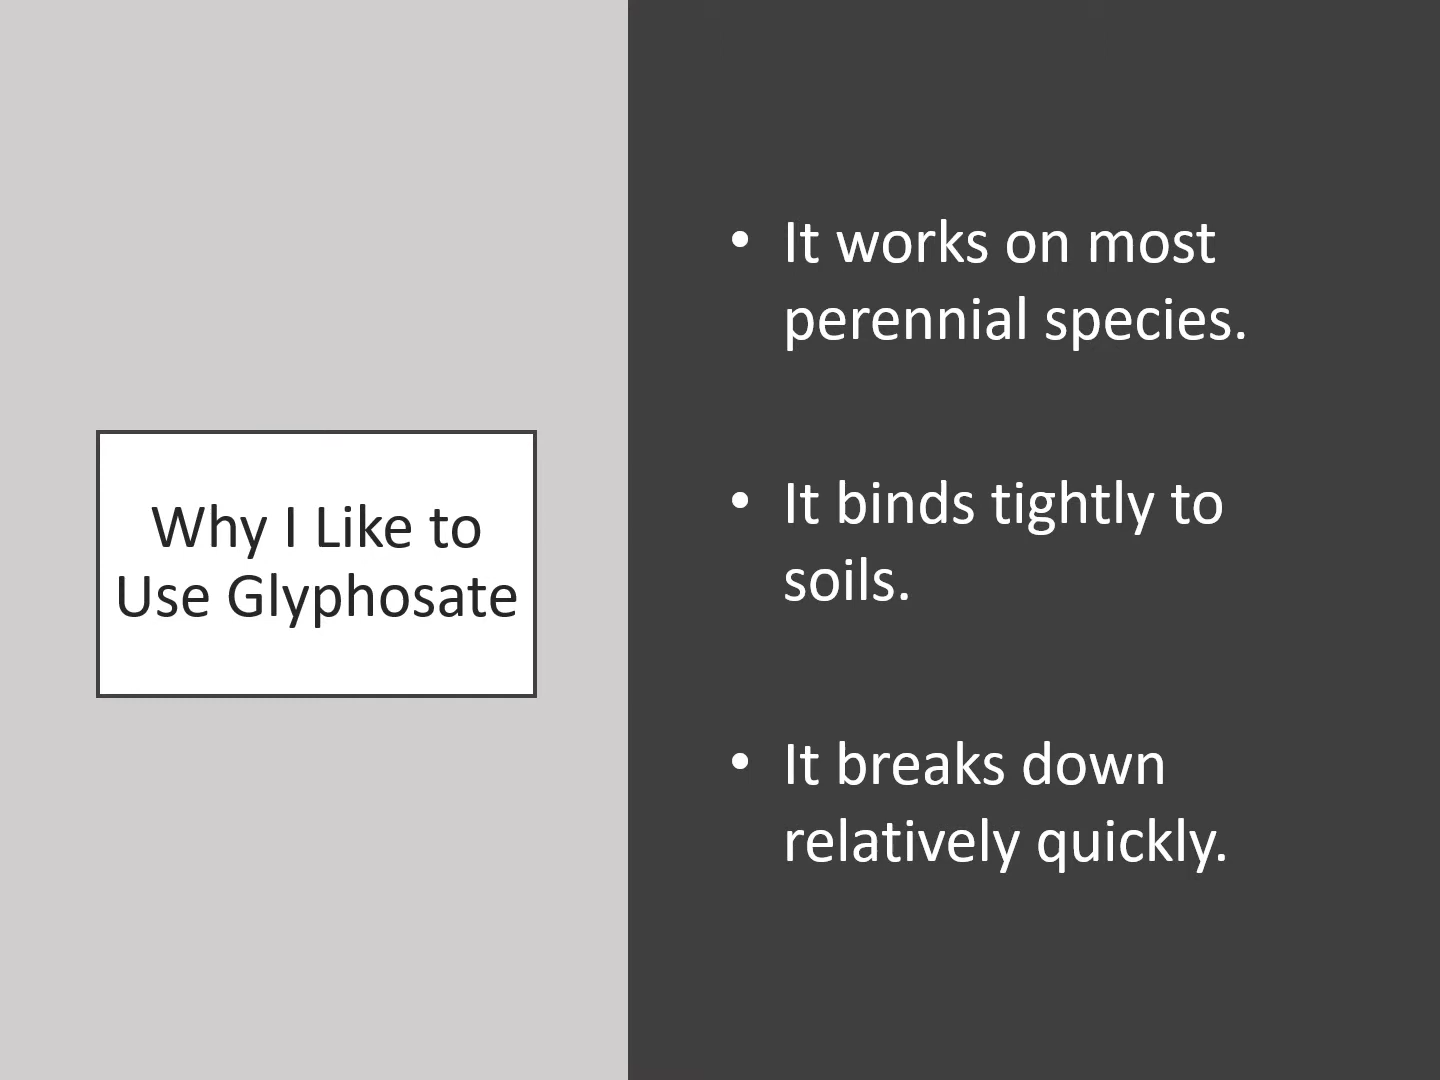 Why I Like to
Use Glyphosate
• It works on most
perennial species.
• It binds tightly to
soils.
• It breaks down
relatively quickly.